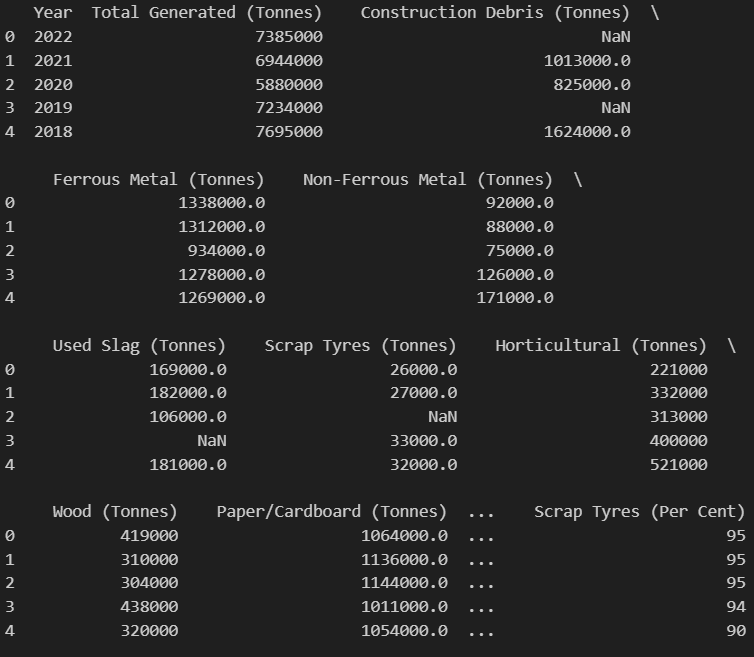 Year Total Generated (Tonnes) Construction Debris (Tonnes) \
0 2022 7385000 NaN
1 2021 6944000 1013000.0
2 2020 5880000 825000.0
3 2019 7234000 NaN
4 2018 7695000 1624000.0
Ferrous Metal (Tonnes) Non-Ferrous Metal (Tonnes) \
0 1338000.0 92000.0
1 1312000.0 88000.0
2 934000.0 75000.0
3 1278000.0 126000.0
4 1269000.0 171000.0
Used Slag (Tonnes) Scrap Tyres (Tonnes) Horticultural (Tonnes) \
0 169000.0 26000.0 221000
1 182000.0 27000.0 332000
2 106000.0 NaN 313000
3 NaN 33000.0 400000
4 181000.0 32000.0 521000
Wood (Tonnes) Paper/Cardboard (Tonnes) ... Scrap Tyres (Per Cent)
0 419000 1064000.0 ... 95
1 310000 1136000.0 ... 95
2 304000 1144000.0 ... 95
3 438000 1011000.0 ... 94
4 320000 1054000.0 ... 90